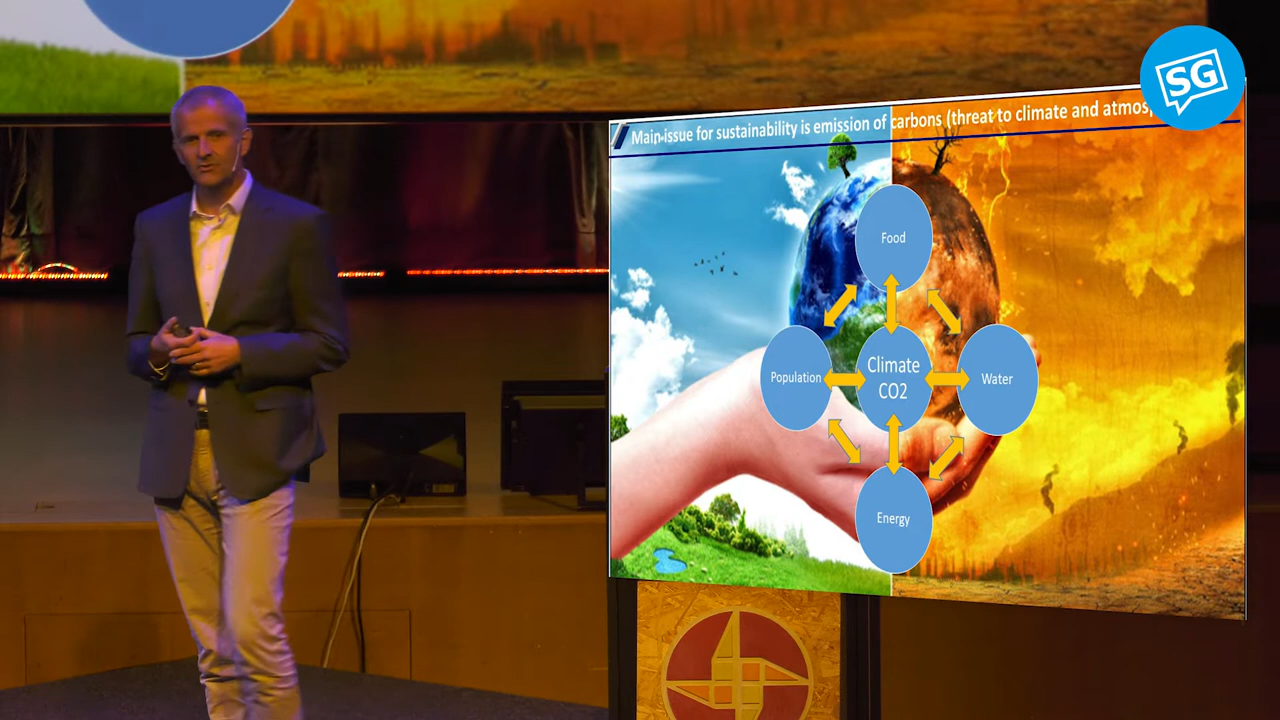 SG
Main issue for sustainability is emission of carbons (threat to climate and
Food
Population
Climate
CO2
Water
Energy